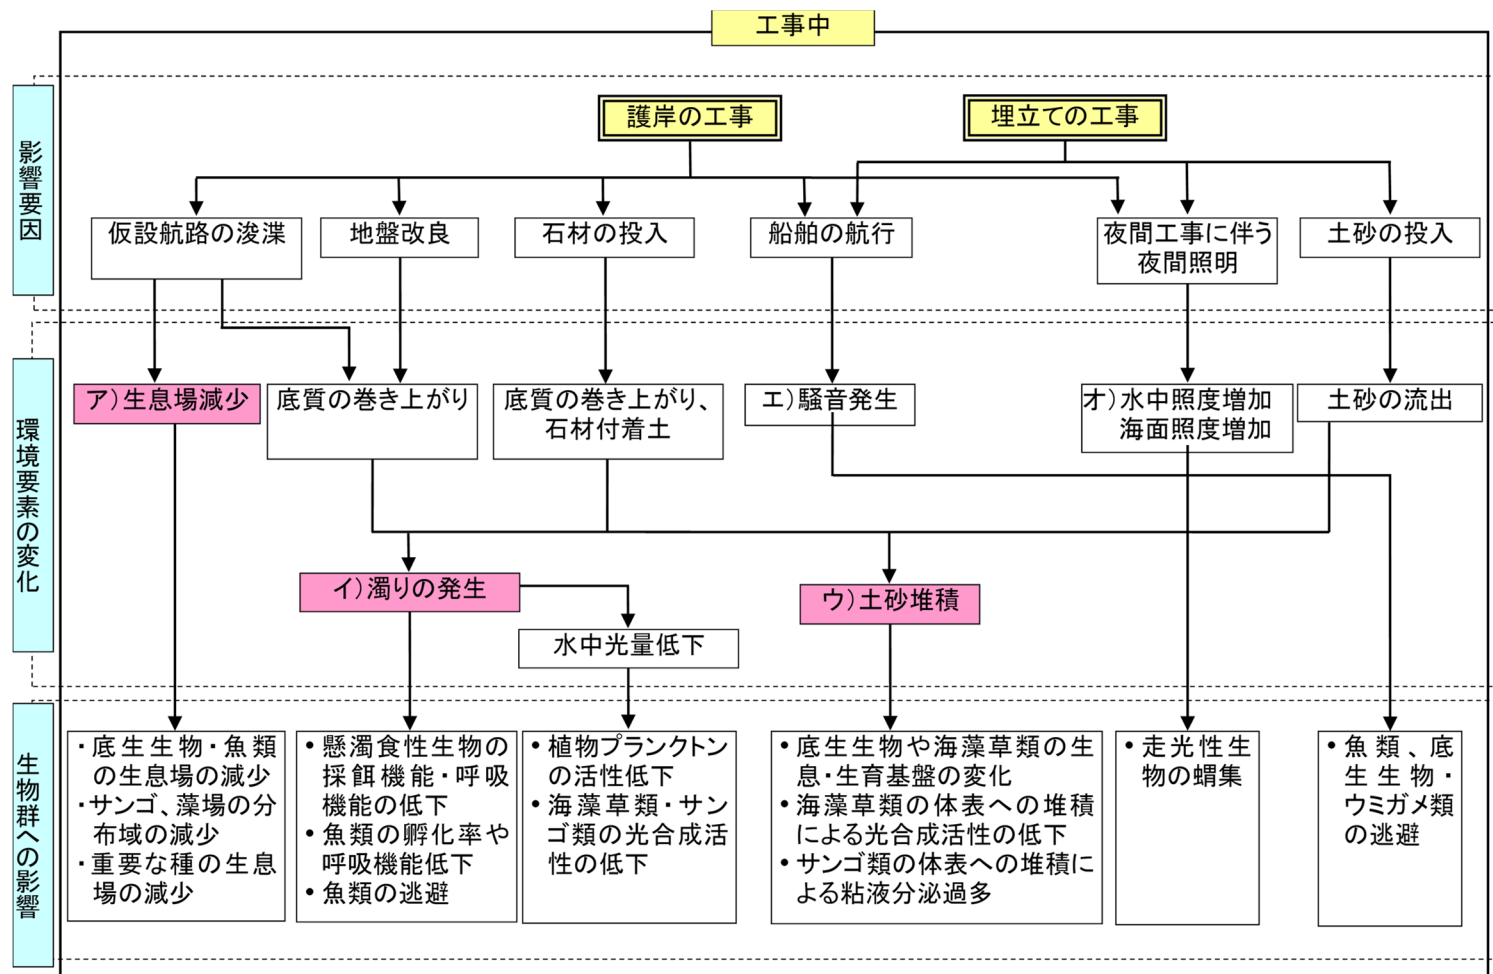 工事中
影響要因
護岸の工事
埋立ての工事
仮設航路の浚渫
地盤改良
石材の投入
船舶の航行
夜間工事に伴う
夜間照明
土砂の投入
環境要素の変化
ア)生息場減少
底質の巻き上がり
底質の巻き上がり、
石材付着土
エ)騒音発生
オ)水中照度増加
海面照度増加
土砂の流出
イ)濁りの発生
ウ)土砂堆積
水中光量低下
生物群への影響
・底生生物・魚類
の生息場の減少
・サンゴ、藻場の分
布域の減少
・重要な種の生息
場の減少
• 懸濁食性生物の
採餌機能・呼吸
機能の低下
• 魚類の孵化率や
呼吸機能低下
• 魚類の逃避
• 植物プランクトン
の活性低下
• 海藻草類・サン
ゴ類の光合成活
性の低下
• 底生生物や海藻草類の生
息・生育基盤の変化
• 海藻草類の体表への堆積
による光合成活性の低下
• サンゴ類の体表への堆積に
よる粘液分泌過多
• 走光性生
物の蝟集
• 魚類、底
生生物・
ウミガメ類
の逃避